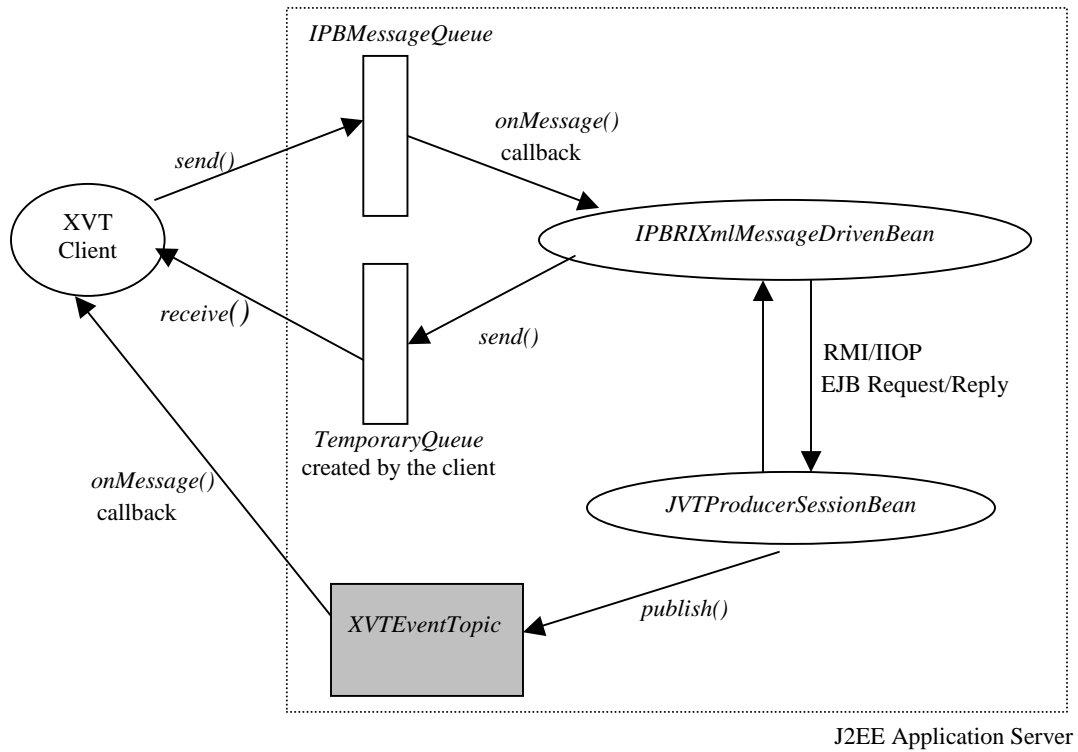 IPBMessageQueue
onMessage()
callback
send()
XVT
Client
IPBRIXmlMessageDrivenBean
receive()
send()
RMI/IIOP
EJB Request/Reply
TemporaryQueue
created by the client
onMessage()
callback
JVTProducerSessionBean
XVTEventTopic
publish()
J2EE Application Server